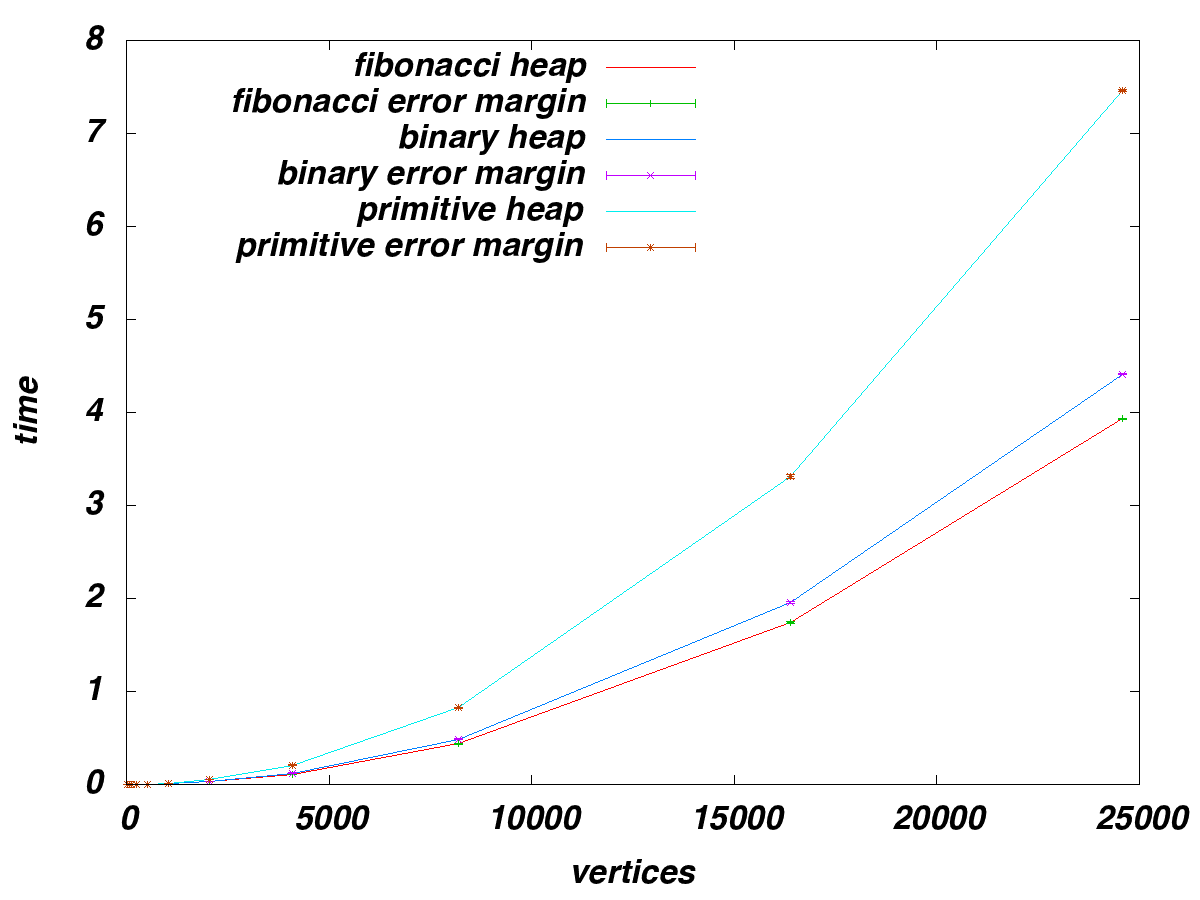 8
7
6
5
4
3
2
1
0
time
fibonacci heap
fibonacci error margin
binary heap
binary error margin
primitive heap
primitive error margin
0 5000 10000 15000 20000 25000
vertices